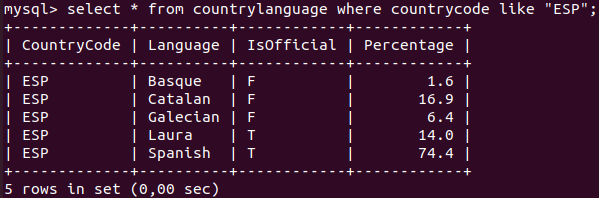 mysql> select * from countrylanguage where countrycode like "ESP";
+-------------+----------+------------+------------+
| CountryCode | Language | IsOfficial | Percentage |
+-------------+----------+------------+------------+
| ESP         | Basque   | F          |        1.6 |
| ESP         | Catalan  | F          |       16.9 |
| ESP         | Galecian | F          |        6.4 |
| ESP         | Laura    | T          |       14.0 |
| ESP         | Spanish  | T          |       74.4 |
+-------------+----------+------------+------------+
5 rows in set (0,00 sec)